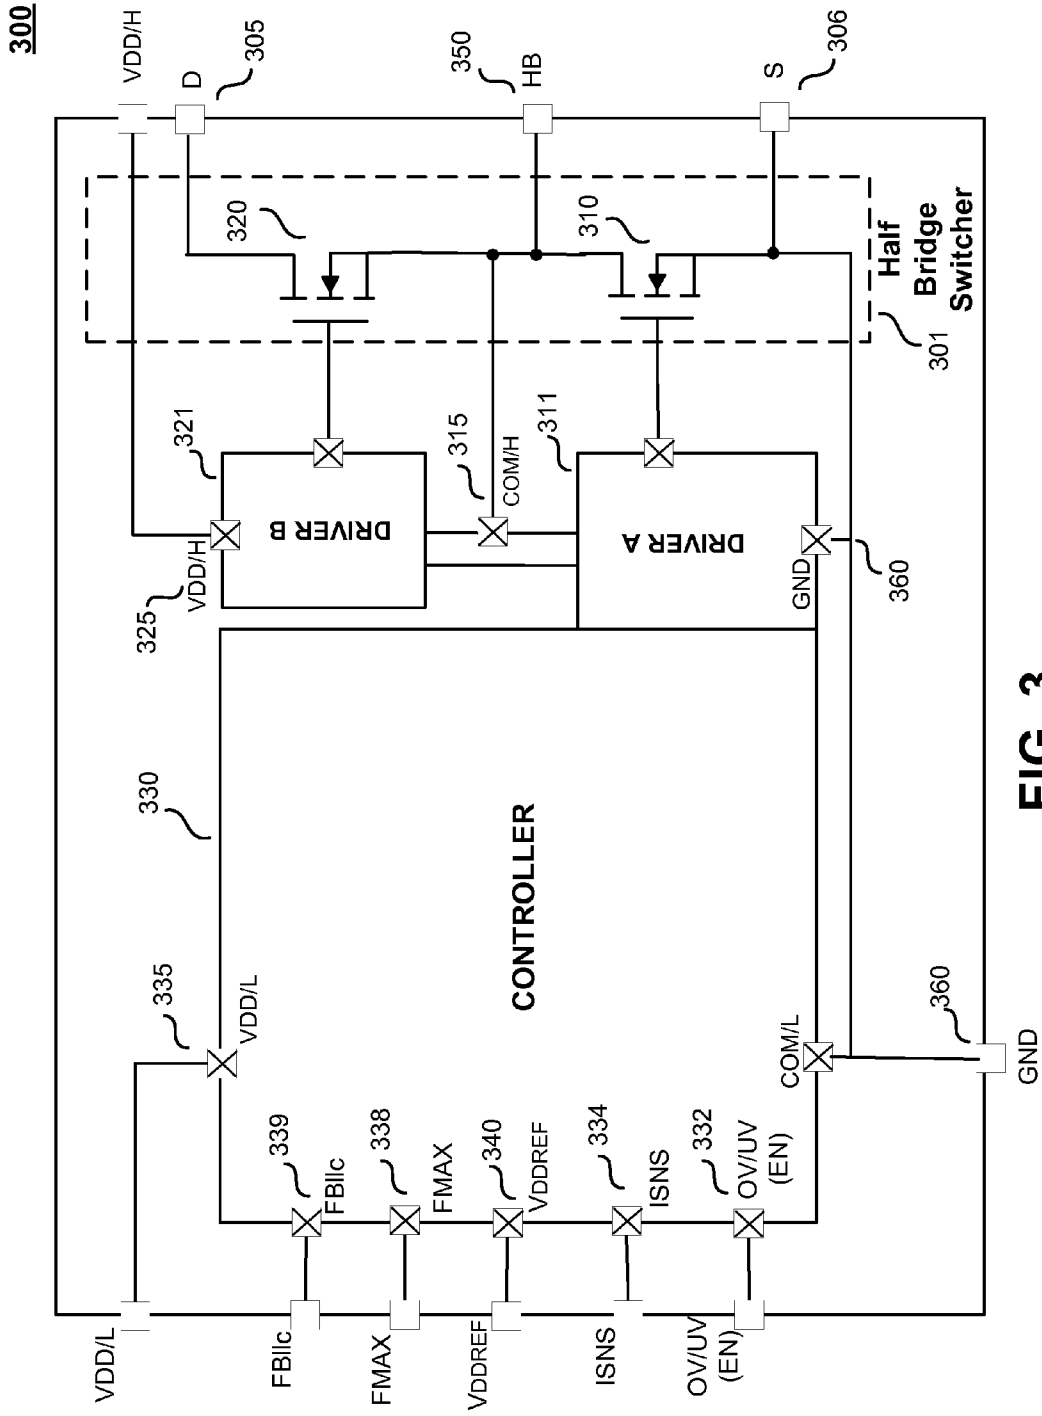 300
VDD/H
D
305
350
HB
S
306
320
310
Half
Bridge
Switcher
301
321
315
311
COM/H
DRIVER B
DRIVER A
VDD/H
325
GND
360
330
CONTROLLER
335
VDD/L
COM/L
360
GND
339
FBllc
338
FMAX
340
VDDREF
334
ISNS
332
OV/UV
(EN)
VDD/L
FBllc
FMAX
VDDREF
ISNS
OV/UV
(EN)
FIG. 3